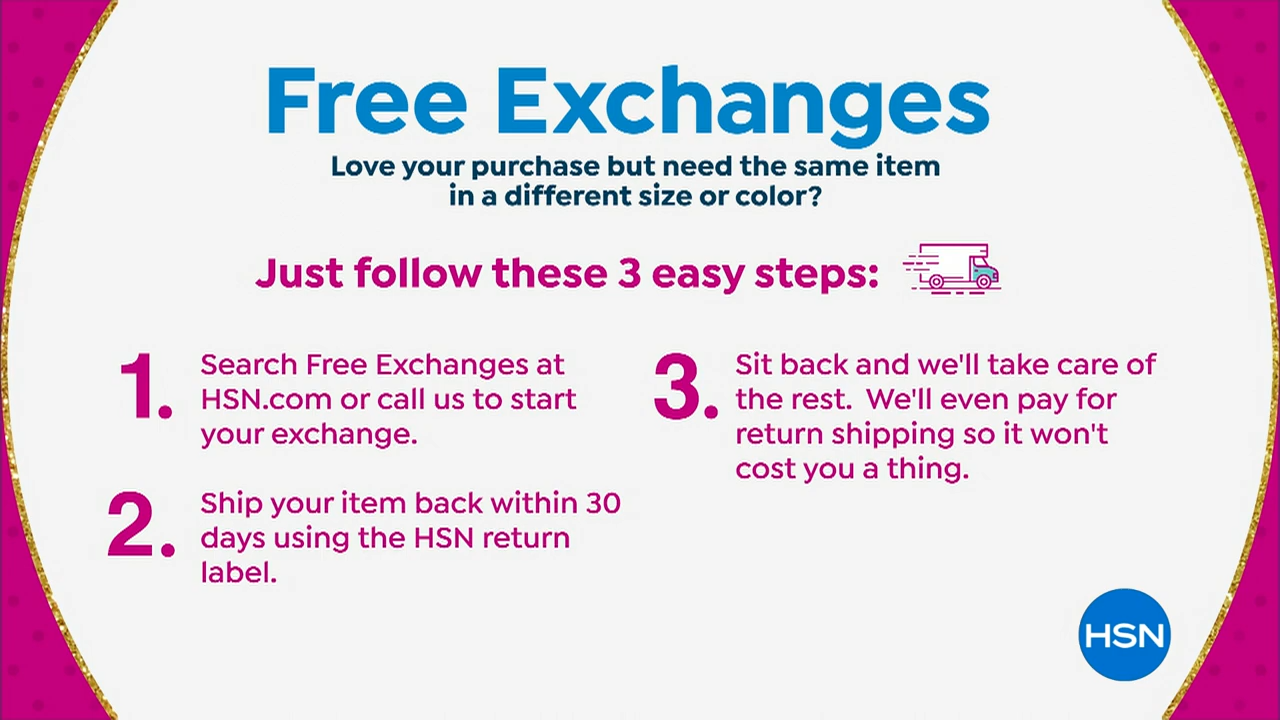 Free Exchanges
Love your purchase but need the same item
in a different size or color?
Just follow these 3 easy steps:
1. Search Free Exchanges at
HSN.com or call us to start
your exchange.
2. Ship your item back within 30
days using the HSN return
label.
3. Sit back and we'll take care of
the rest.  We'll even pay for
return shipping so it won't
cost you a thing.
HSN